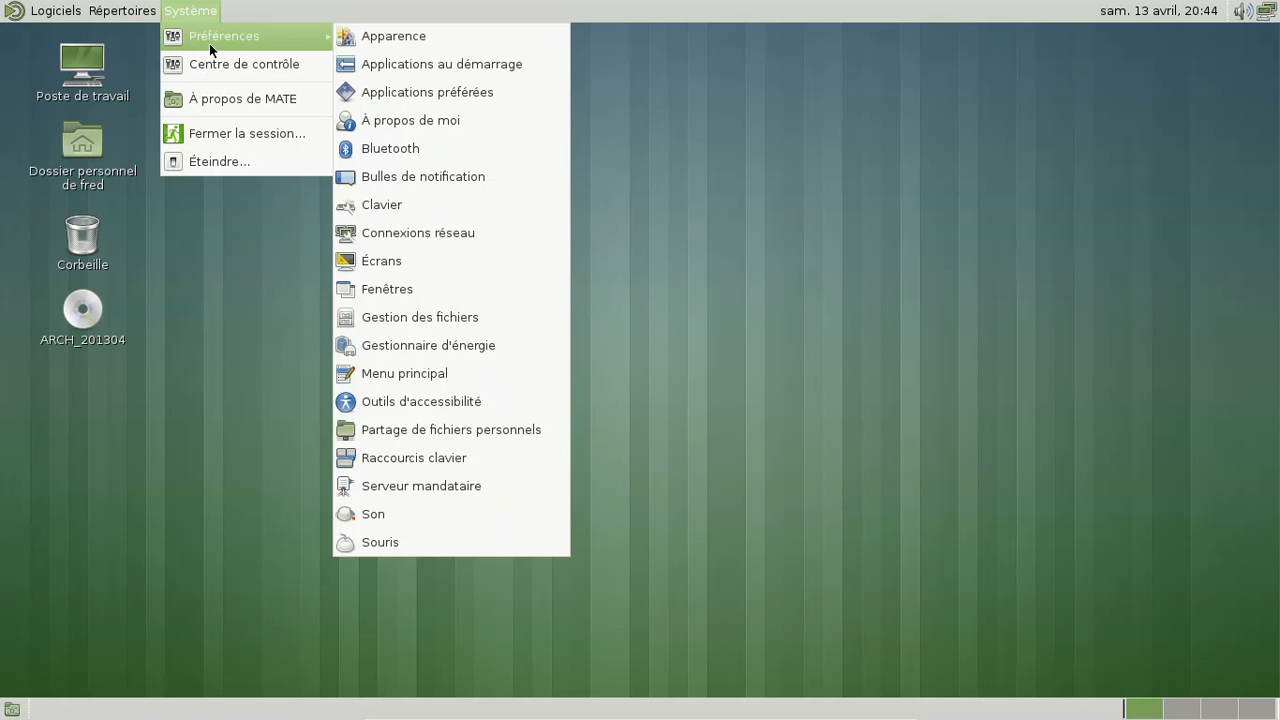 Logiciels Répertoires Système sam. 13 avril, 20:44
Préférences
Centre de contrôle
À propos de MATE
Fermer la session...
Éteindre...
Apparence
Applications au démarrage
Applications préférées
À propos de moi
Bluetooth
Bulles de notification
Clavier
Connexions réseau
Écrans
Fenêtres
Gestion des fichiers
Gestionnaire d'énergie
Menu principal
Outils d'accessibilité
Partage de fichiers personnels
Raccourcis clavier
Serveur mandataire
Son
Souris
Poste de travail
Dossier personnel
de fred
Corbeille
ARCH_201304